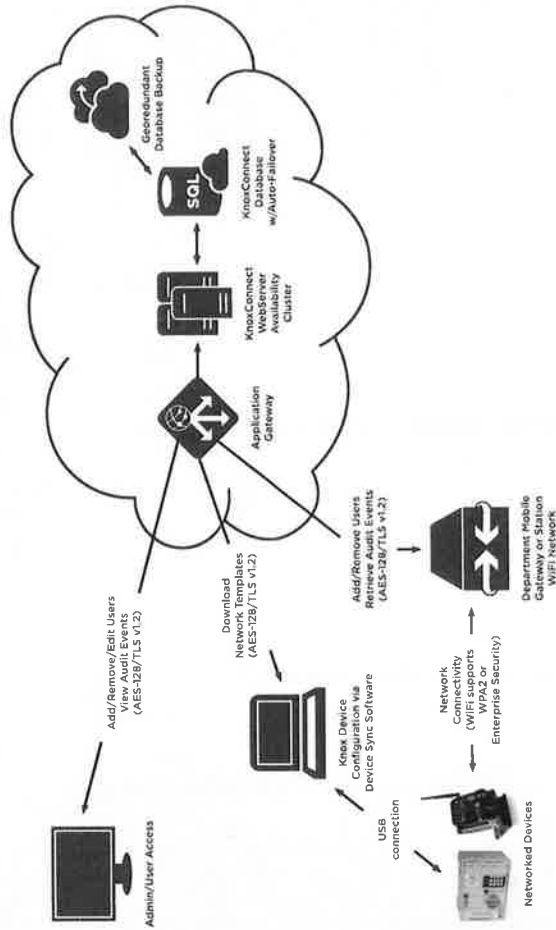 Georedundant
Database Backup
SQL
KnoxConnect
Database
w/Auto-Failover
KnoxConnect
WebServer
Availability
Cluster
Application
Gateway
Add/Remove/Edit Users
View Audit Events
(AES-128/TLS v1.2)
Download
Network Templates
(AES-128/TLS v1.2)
Add/Remove Users
Retrieve Audit Events
(AES-128/TLS v1.2)
Admin/User Access
Knox Device
Configuration via
Device Sync Software
Department Mobile
Gateway or Station
WiFi Network
USB
connection
Network
Connectivity
(WiFi supports
WPA2 or
Enterprise Security)
Networked Devices